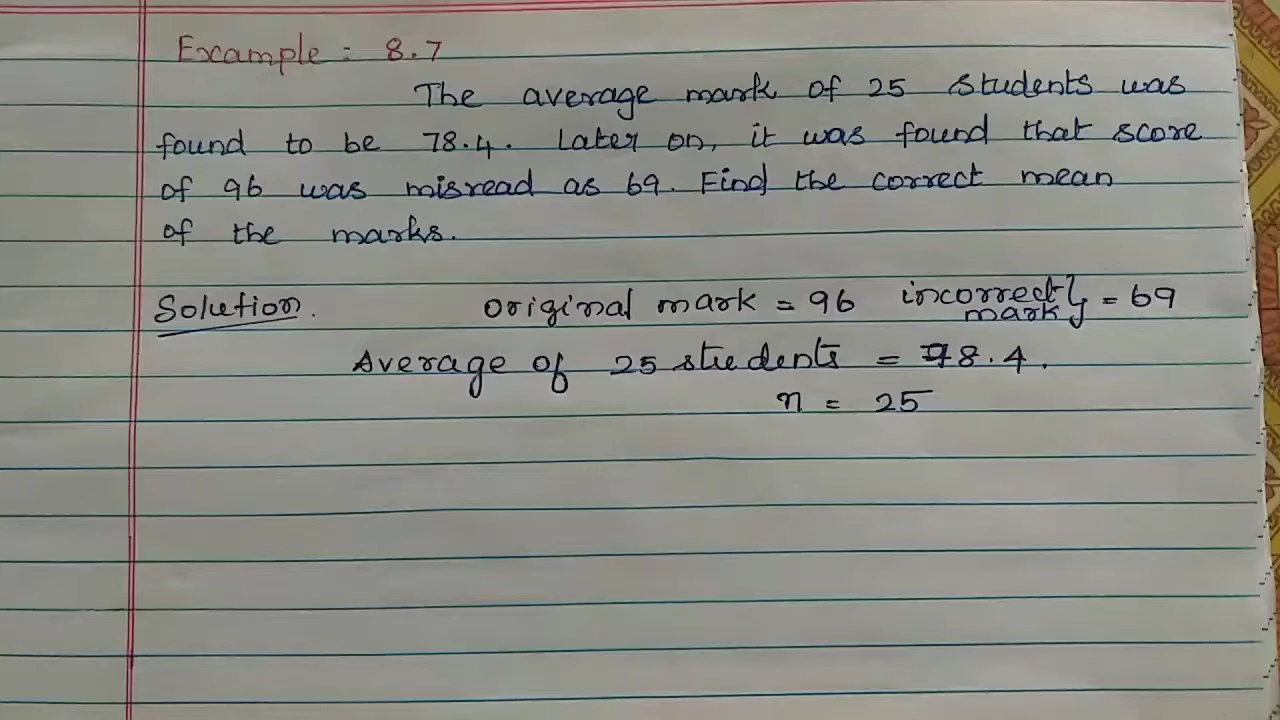 Example: 8.7
The average mark of 25 students was
found to be 78.4. Later on, it was found that score
of 96 was misread as 69. Find the correct mean
of the marks.
Solution. original mark = 96 incorrect mark} = 69
Average of 25 students = 78.4.
n = 25